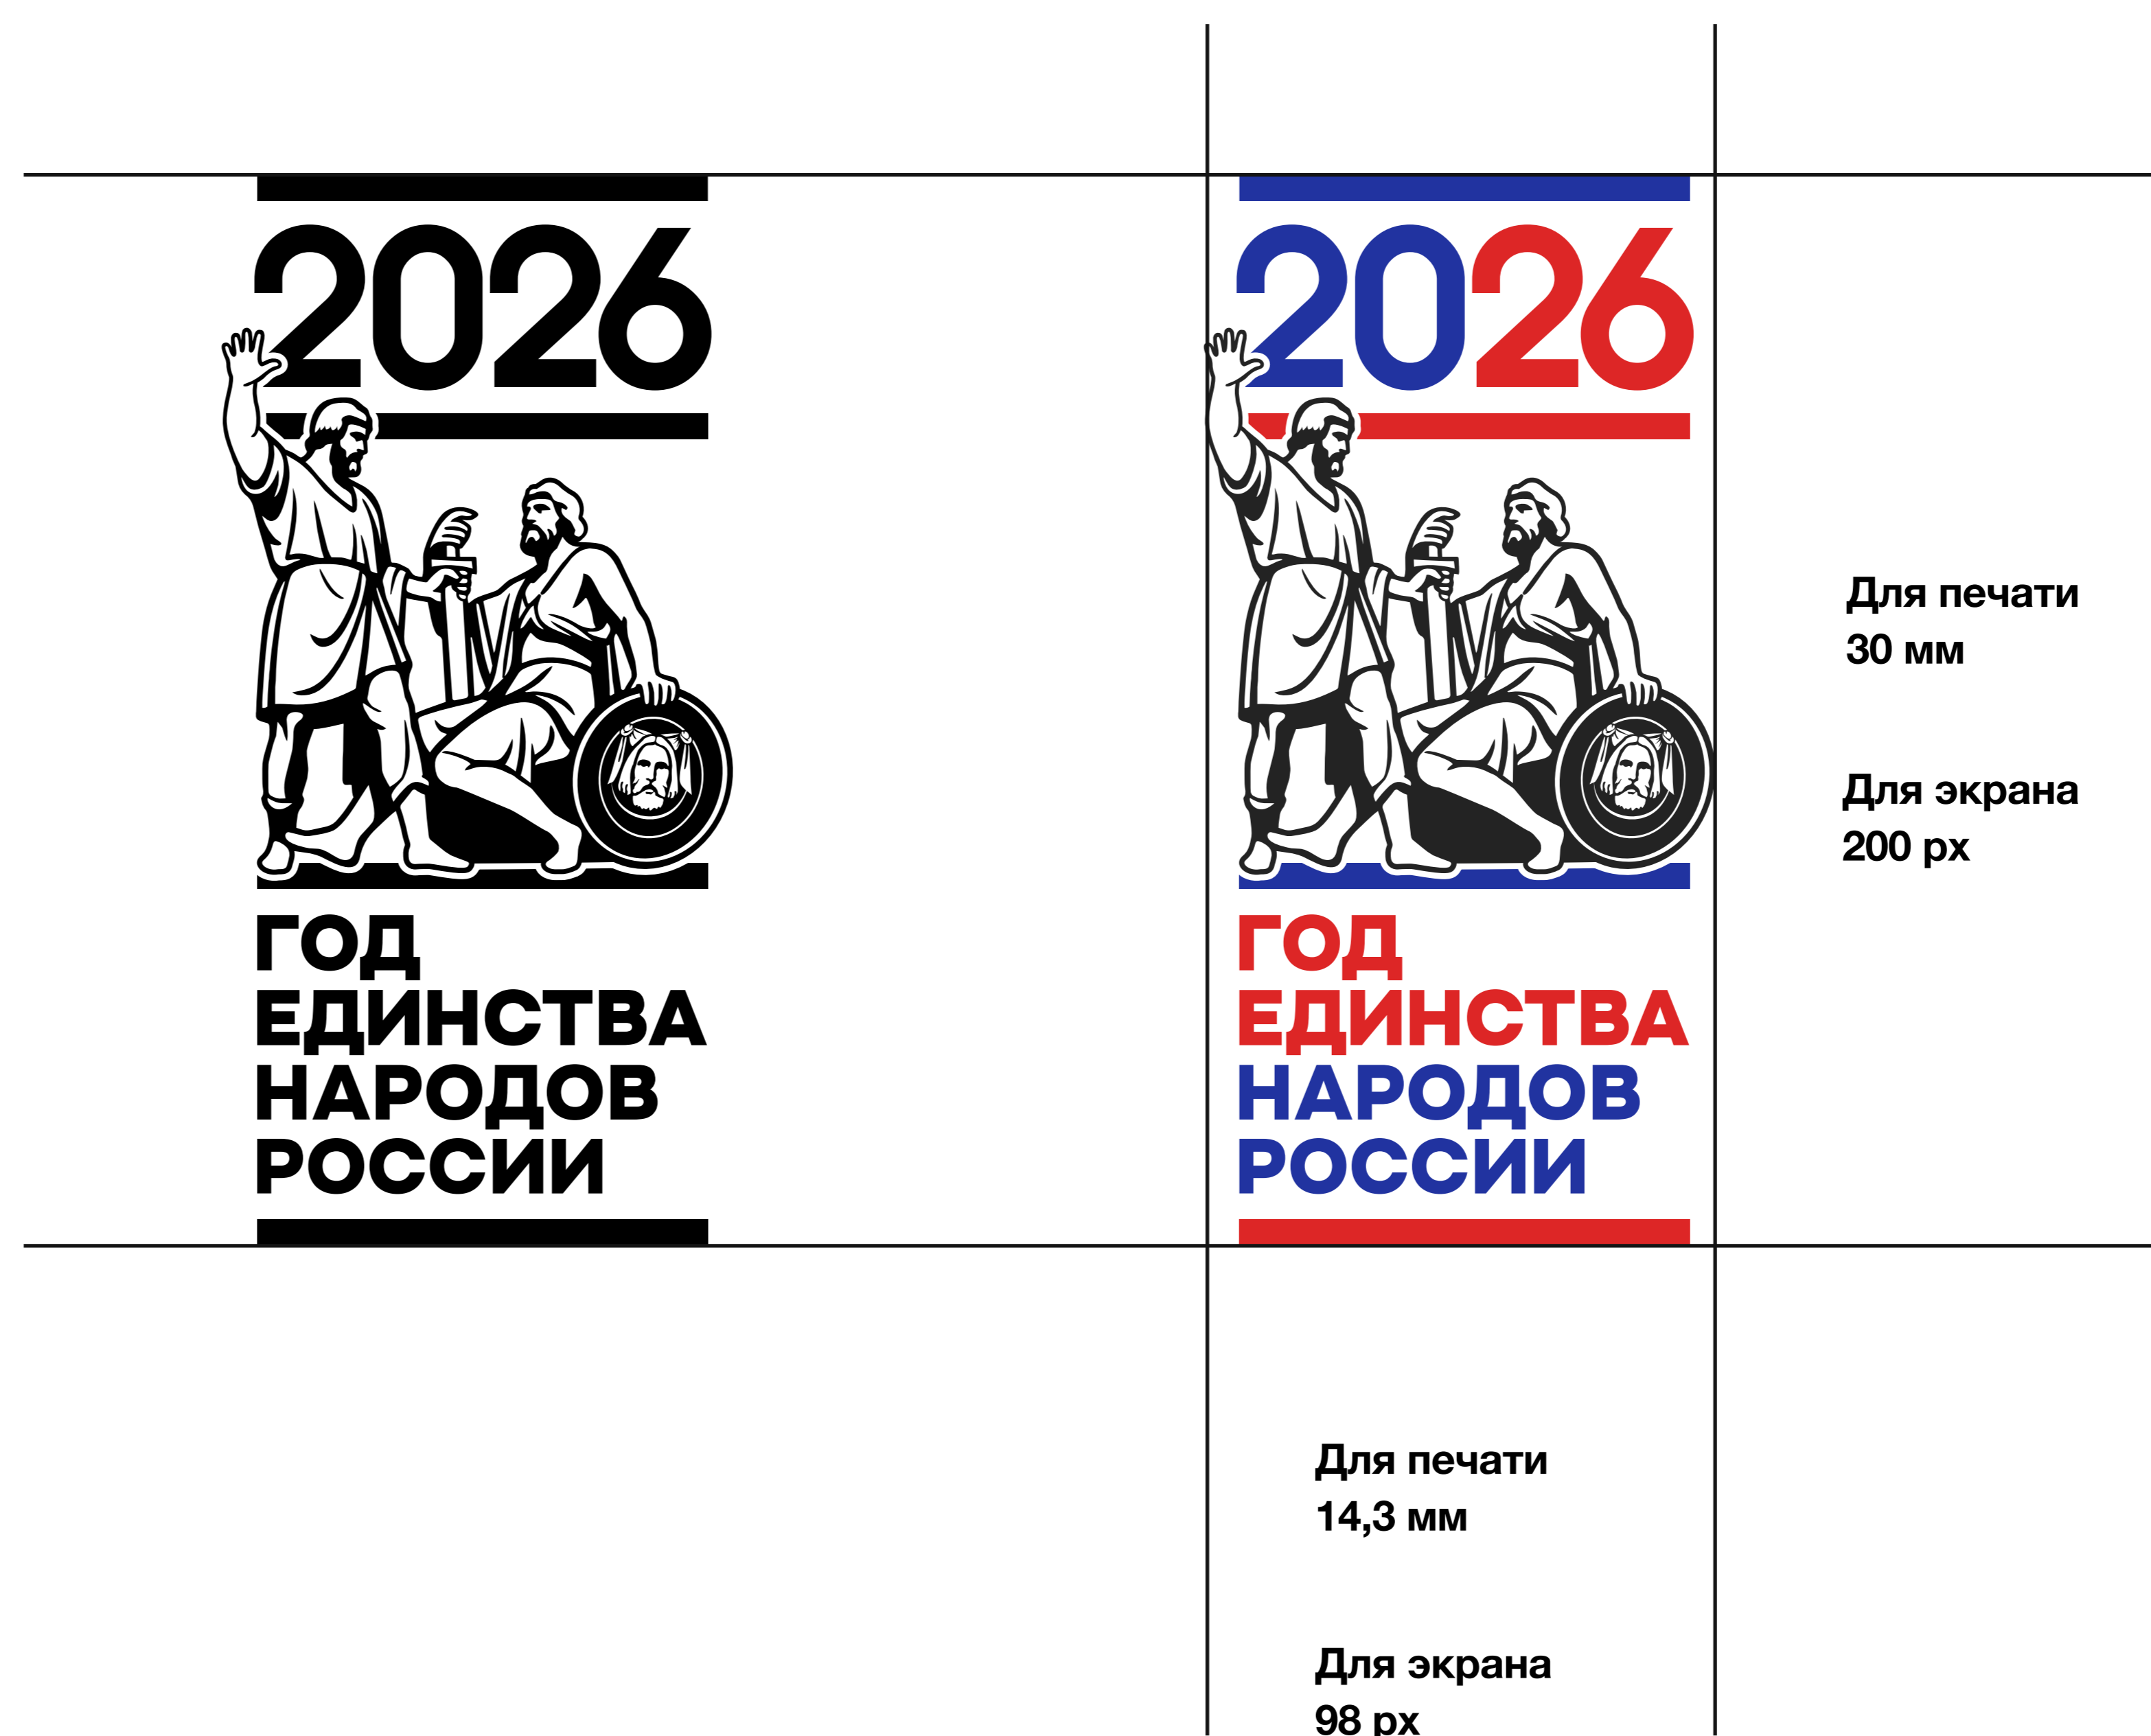 2026
ГОД
ЕДИНСТВА
НАРОДОВ
РОССИИ
2026
ГОД
ЕДИНСТВА
НАРОДОВ
РОССИИ
Для печати
30 мм
Для экрана
200 px
Для печати
14,3 мм
Для экрана
98 px